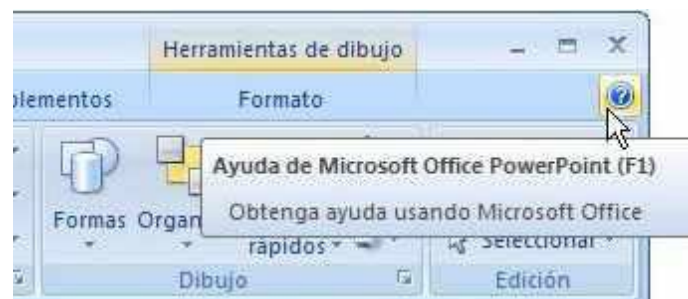 Herramientas de dibujo
Formato
Ayuda de Microsoft Office PowerPoint (F1)
Obtenga ayuda usando Microsoft Office
Formas
rápidos
Seleccionar
Dibujo
Edición